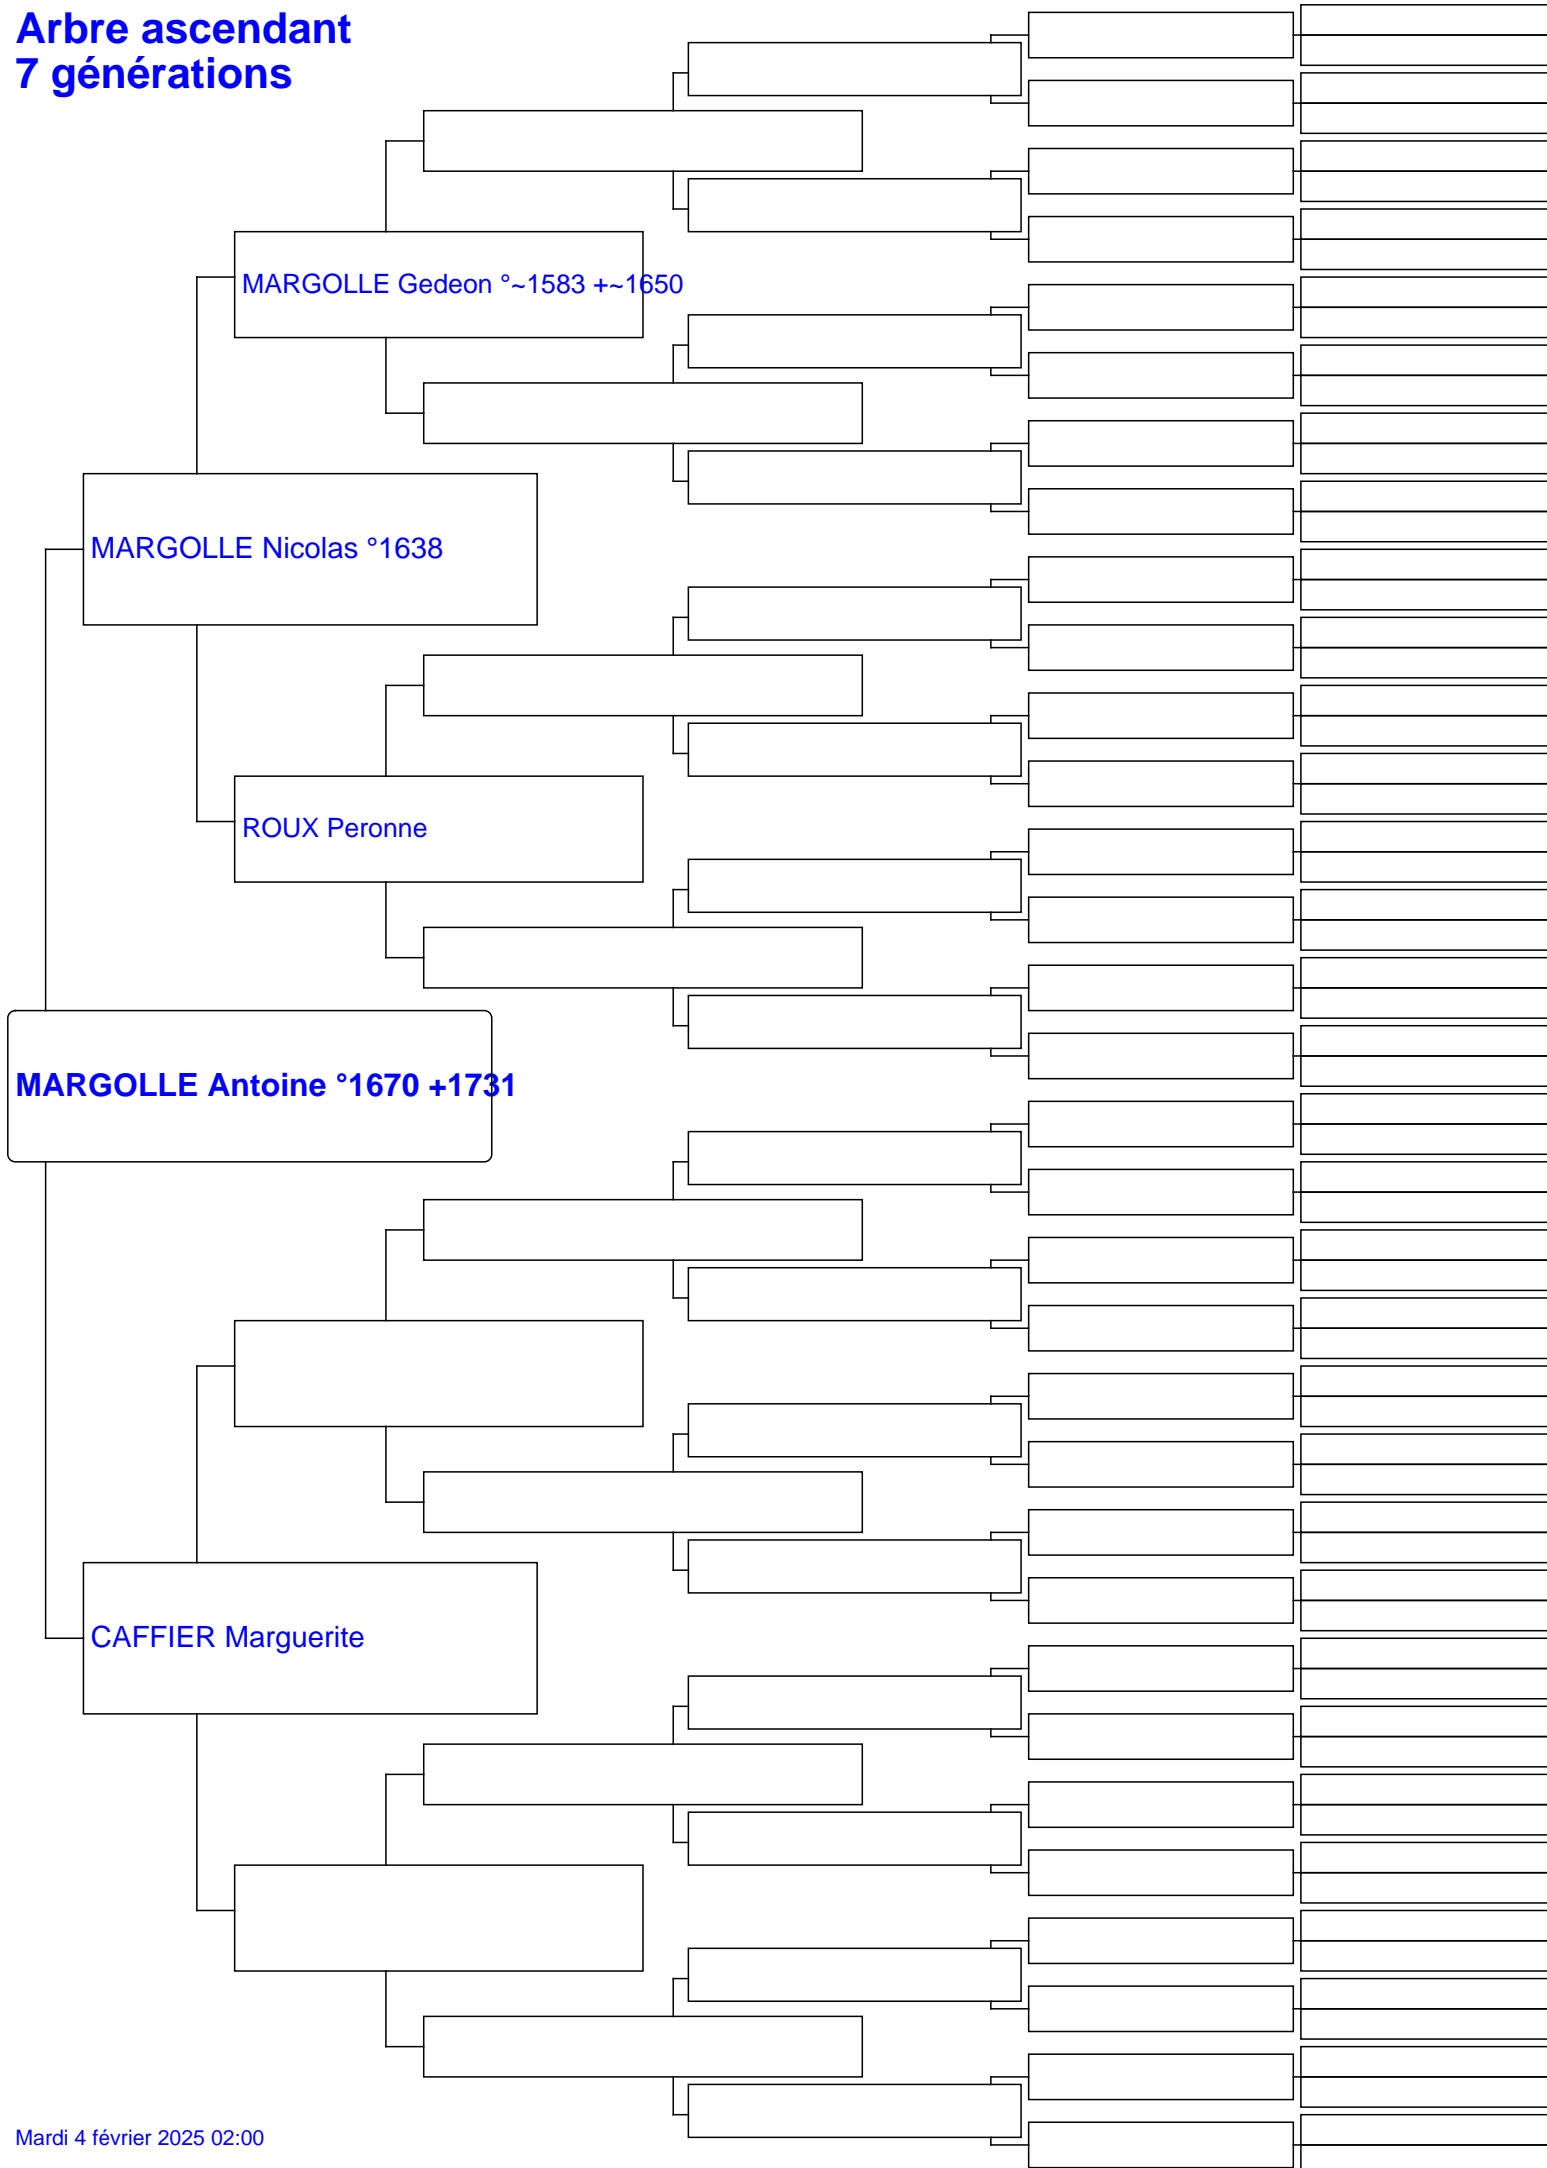 Arbre ascendant
7 générations
MARGOLLE Gedeon °~1583 +~1650
MARGOLLE Nicolas °1638
ROUX Peronne
MARGOLLE Antoine °1670 +1731
CAFFIER Marguerite
Mardi 4 février 2025 02:00